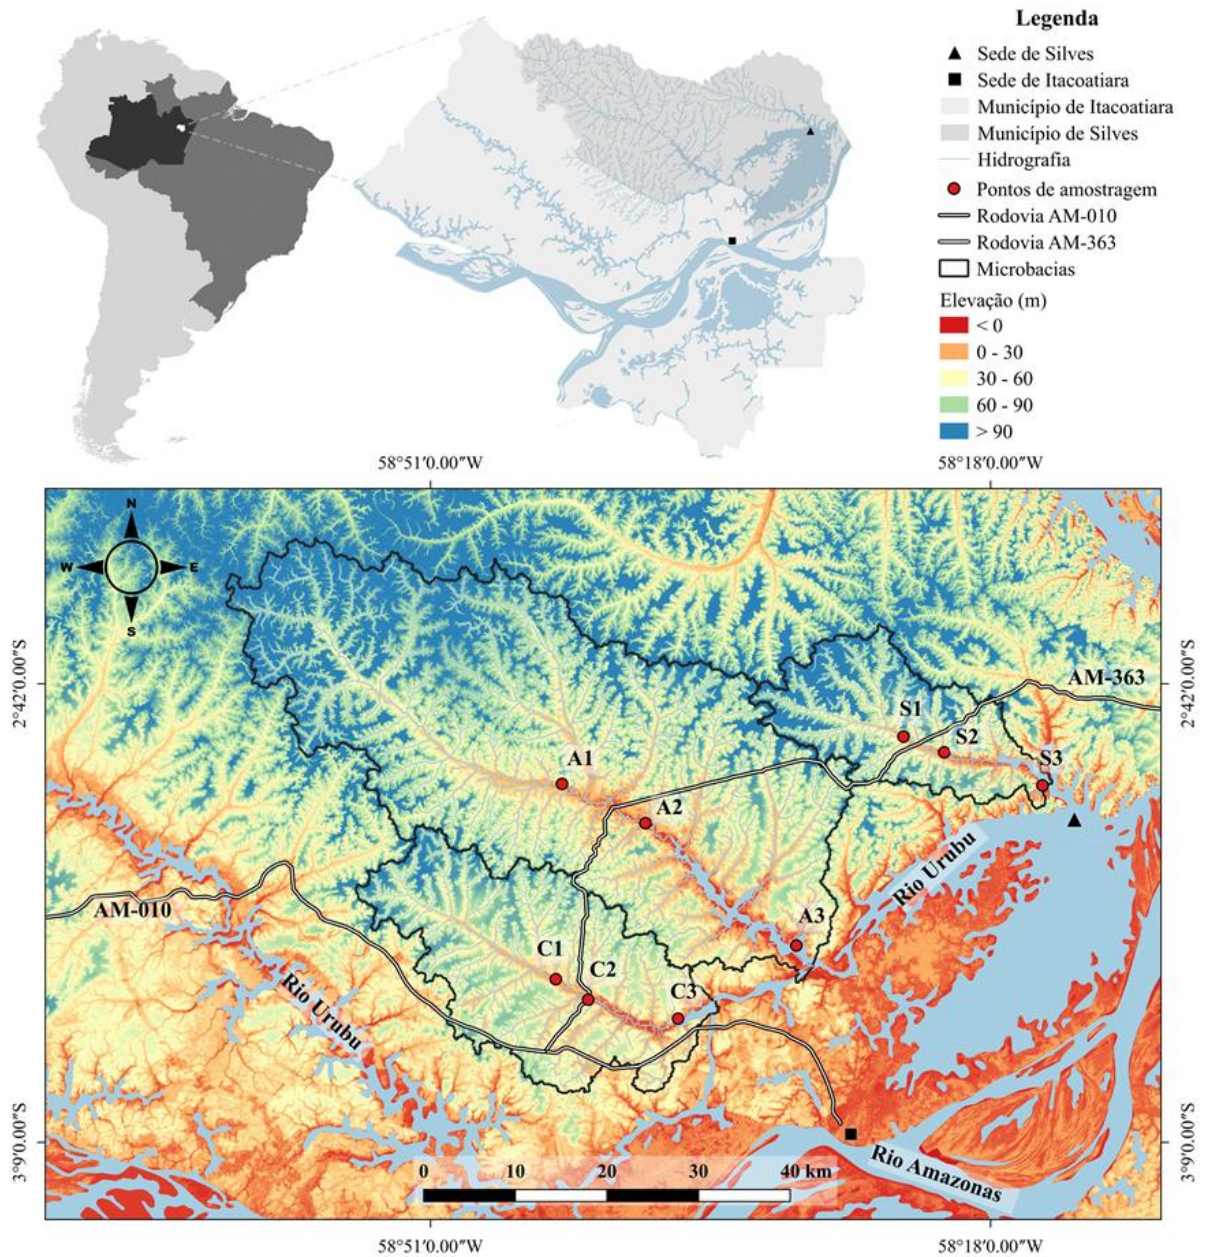 Legenda
Sede de Silves
Sede de Itacoatiara
Município de Itacoatiara
Município de Silves
Hidrografia
Pontos de amostragem
Rodovia AM-010
Rodovia AM-363
Microbacias
Elevação (m)
< 0
0 - 30
30 - 60
60 - 90
> 90
58°51'0.00"W
58°18'0.00"W
N
W
E
S
2°42'0.00"S
2°42'0.00"S
AM-363
S1
S2
S3
A1
A2
Rio Urubu
AM-010
A3
C1
C2
C3
Rio Urubu
3°9'0.00"S
3°9'0.00"S
Rio Amazonas
0 10 20 30 40 km
58°51'0.00"W
58°18'0.00"W